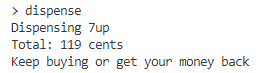 > dispense
Dispensing 7up
Total: 119 cents
Keep buying or get your money back